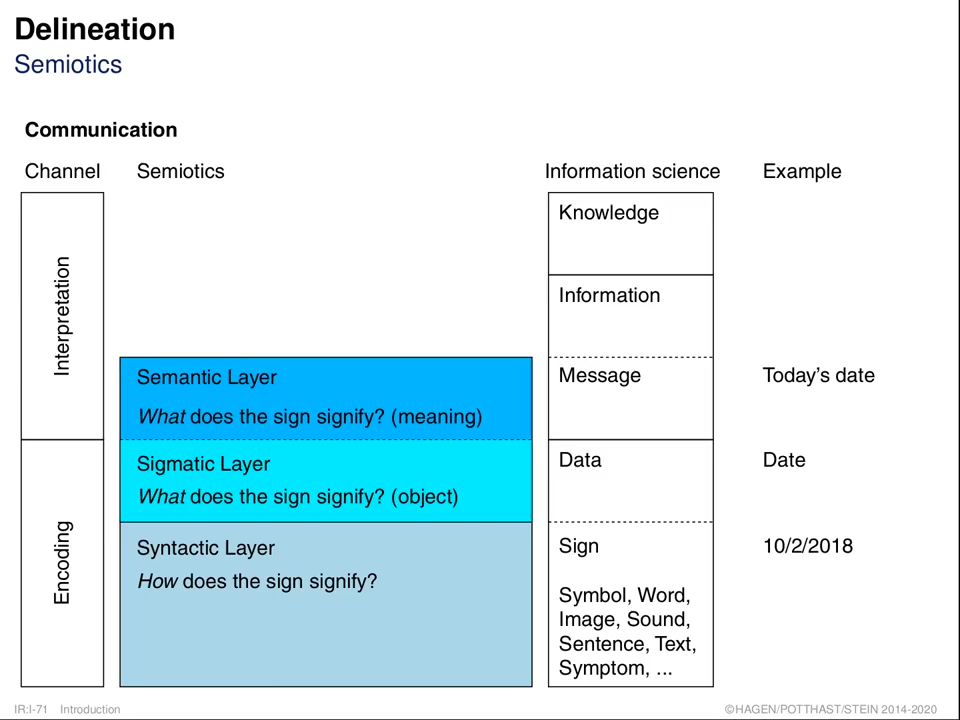 Delineation
Semiotics
Communication
Channel Semiotics Information science Example
Knowledge
Interpretation
Information
Semantic Layer Message Today's date
What does the sign signify? (meaning)
Sigmatic Layer Data Date
What does the sign signify? (object)
Encoding
Syntactic Layer Sign 10/2/2018
How does the sign signify?
Symbol, Word,
Image, Sound,
Sentence, Text,
Symptom, ...
IR:I-71 Introduction ©HAGEN/POTTHAST/STEIN 2014-2020